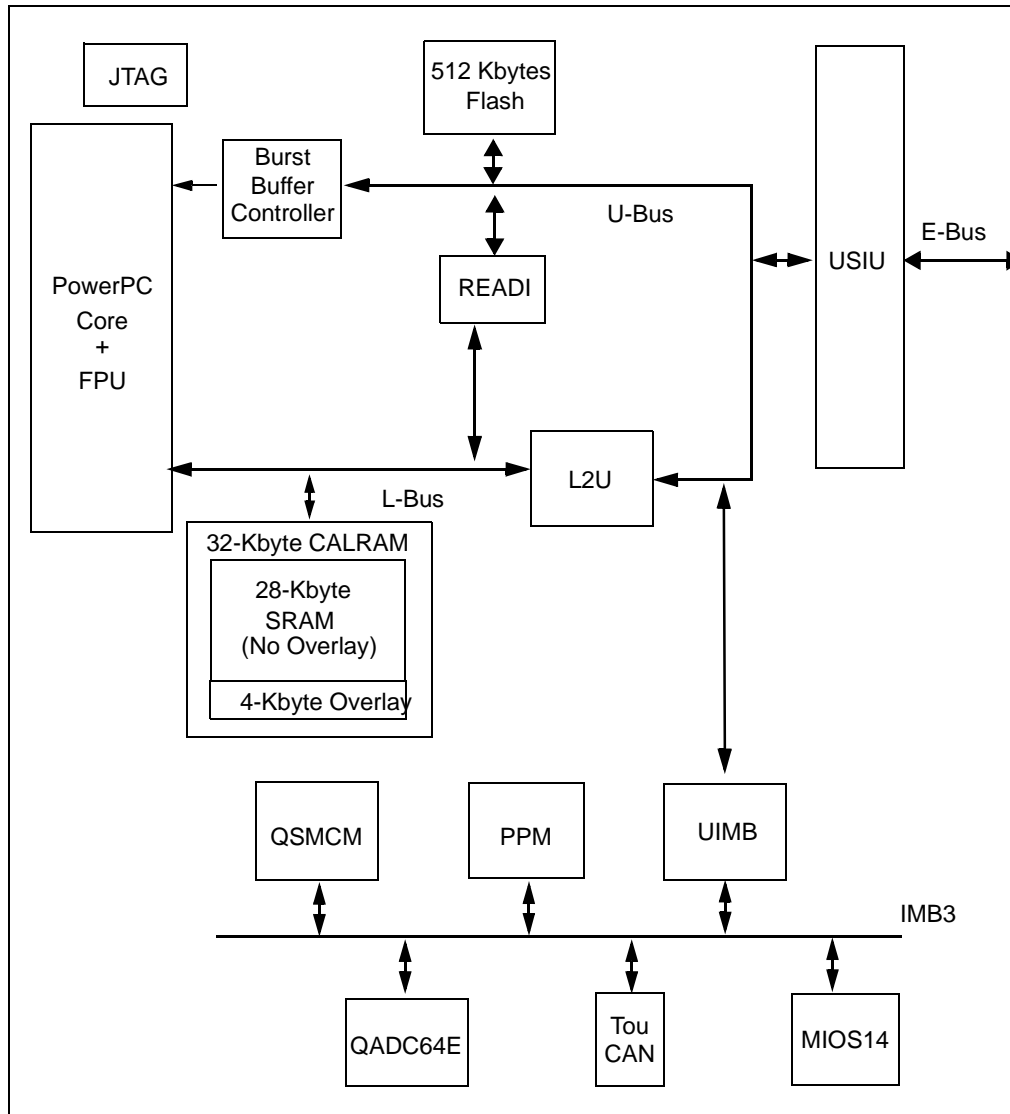 JTAG
512 Kbytes
Flash
Burst
Buffer
Controller
U-Bus
E-Bus
USIU
READI
PowerPC
Core
+
FPU
L2U
L-Bus
32-Kbyte CALRAM
28-Kbyte
SRAM
(No Overlay)
4-Kbyte Overlay
QSMCM
PPM
UIMB
IMB3
QADC64E
Tou
CAN
MIOS14